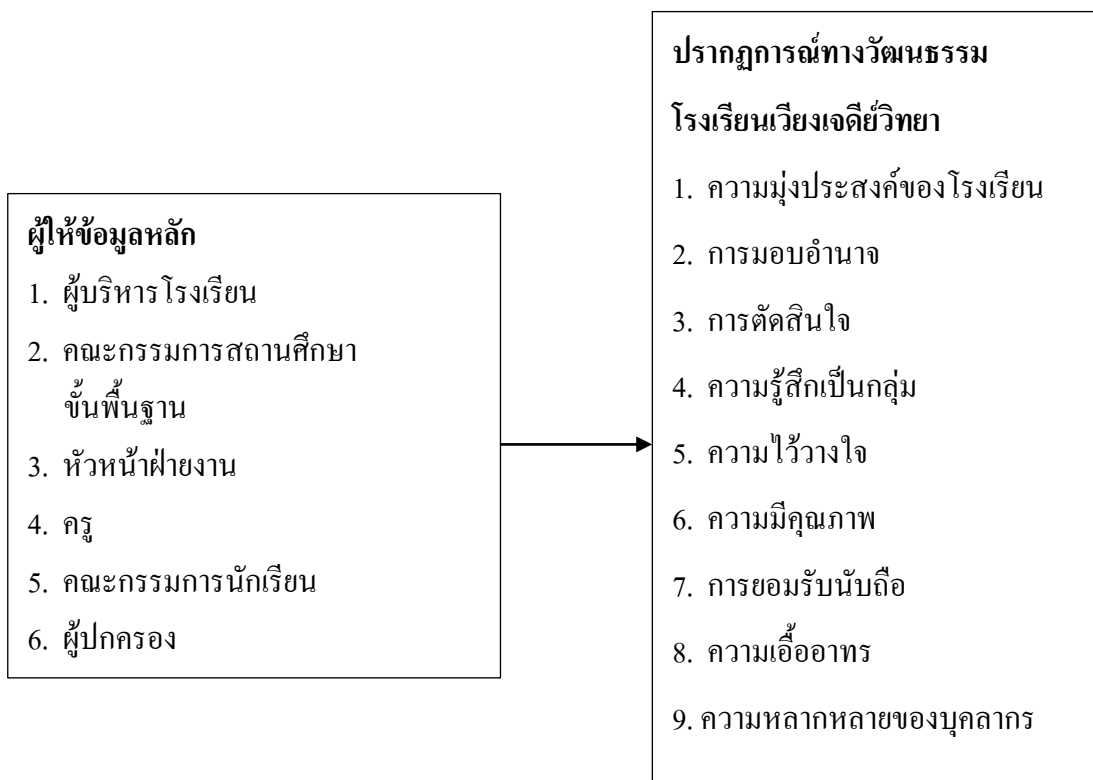 ผู้ให้ข้อมูลหลัก
1. ผู้บริหารโรงเรียน
2. คณะกรรมการสถานศึกษา
ขั้นพื้นฐาน
3. หัวหน้าฝ่ายงาน
4. ครู
5. คณะกรรมการนักเรียน
6. ผู้ปกครอง
ปรากฏการณ์ทางวัฒนธรรม
โรงเรียนเวียงเจดีย์วิทยา
1. ความมุ่งประสงค์ของโรงเรียน
2. การมอบอำนาจ
3. การตัดสินใจ
4. ความรู้สึกเป็นกลุ่ม
5. ความไว้วางใจ
6. ความมีคุณภาพ
7. การยอมรับนับถือ
8. ความเอื้ออาทร
9. ความหลากหลายของบุคลากร